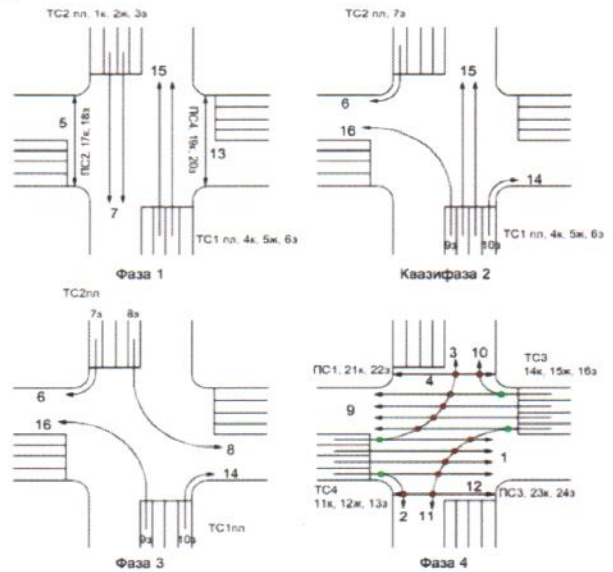 ТС2 пл, 1к, 2ж, 3з
15
5
ПС2, 17к, 18з
ПС4, 19к, 20з
13
7
ТС1 пл, 4к, 5ж, 6з
Фаза 1
ТС2 пл, 7з
15
6
16
14
9з 10з
ТС1 пл, 4к, 5ж, 6з
Квазифаза 2
ТС2пл
7з 8з
6
16
8
14
9з 10з
ТС1пл
Фаза 3
3 10
ПС1, 21к, 22з
4
ТС3
14к, 15ж, 16з
9
1
ТС4
11к, 12ж, 13з
2 11
12
ПС3, 23к, 24з
Фаза 4